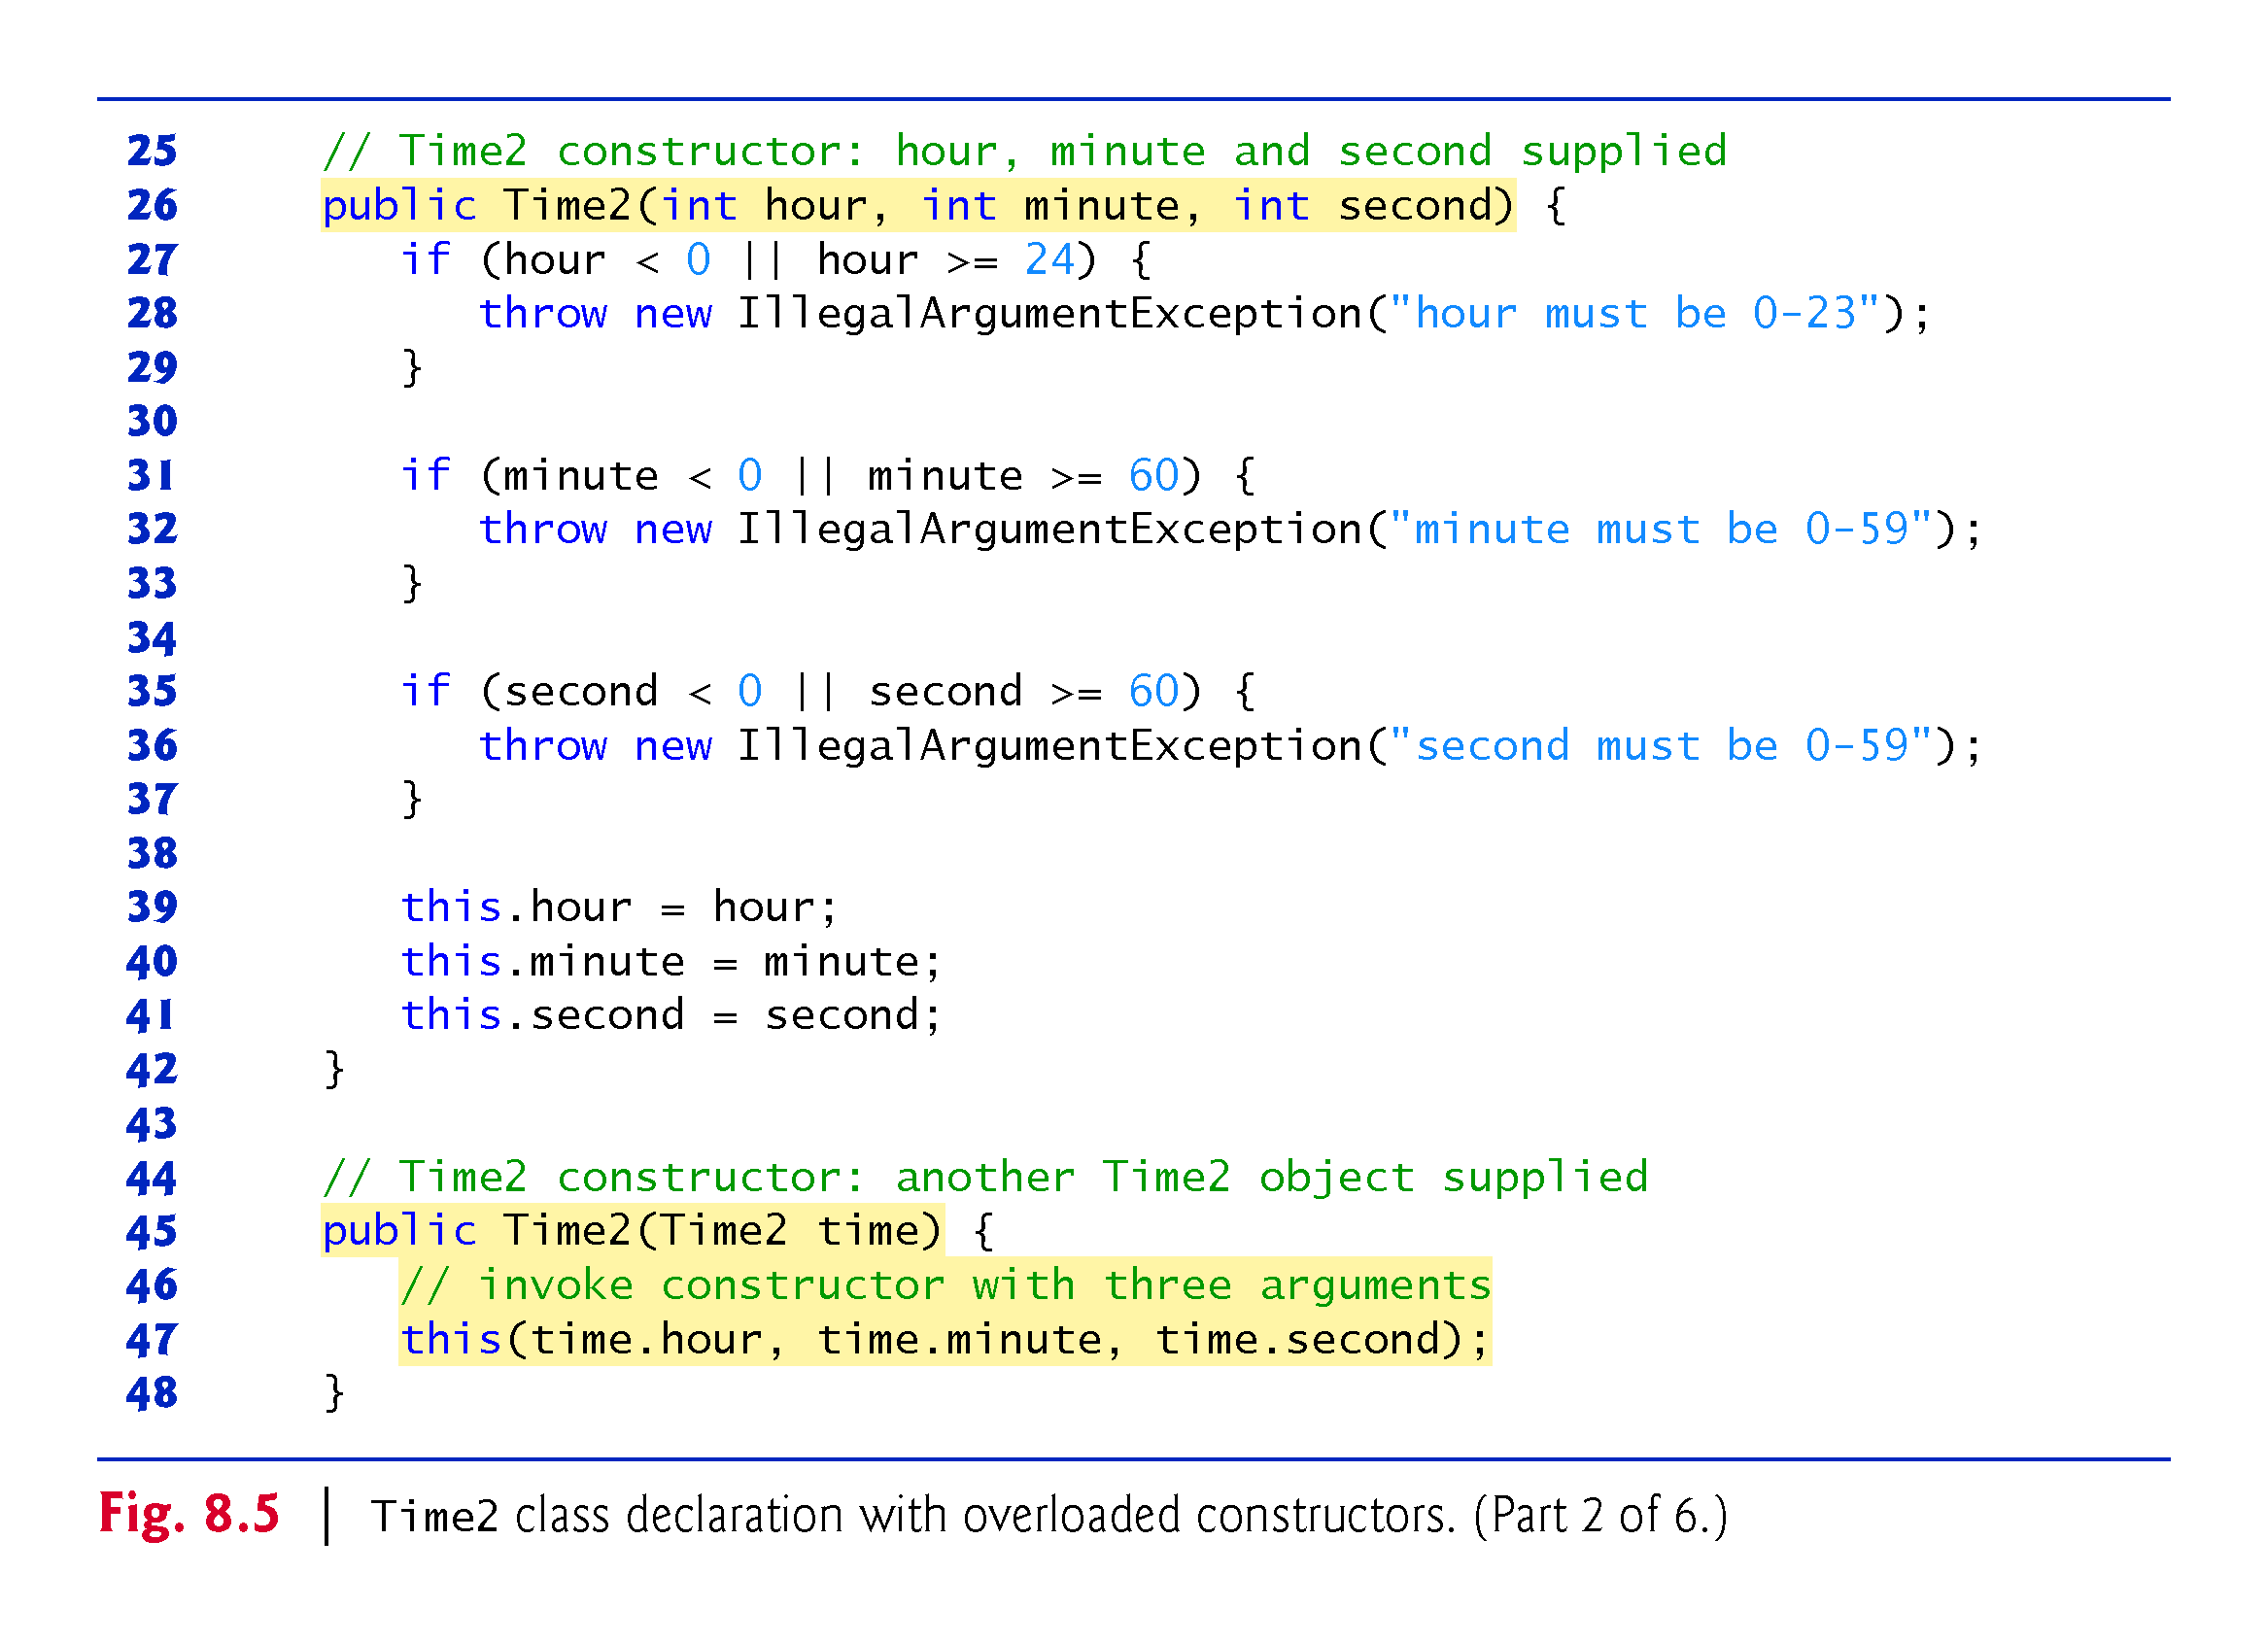 25 // Time2 constructor: hour, minute and second supplied
26 public Time2(int hour, int minute, int second) {
27 if (hour < 0 || hour >= 24) {
28 throw new IllegalArgumentException("hour must be 0-23");
29 }
30
31 if (minute < 0 || minute >= 60) {
32 throw new IllegalArgumentException("minute must be 0-59");
33 }
34
35 if (second < 0 || second >= 60) {
36 throw new IllegalArgumentException("second must be 0-59");
37 }
38
39 this.hour = hour;
40 this.minute = minute;
41 this.second = second;
42 }
43
44 // Time2 constructor: another Time2 object supplied
45 public Time2(Time2 time) {
46 // invoke constructor with three arguments
47 this(time.hour, time.minute, time.second);
48 }
Fig. 8.5 | Time2 class declaration with overloaded constructors. (Part 2 of 6.)